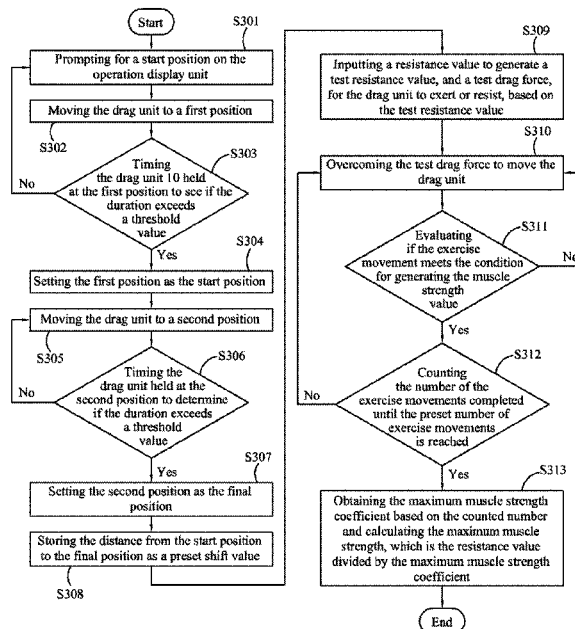 Start
S301
Prompting for a start position on the
operation display unit
Moving the drag unit to a first position
S302
S303
Timing
the drag unit 10 held
at the first position to see if the
duration exceeds
a threshold
value
No
Yes
S304
Setting the first position as the start position
Moving the drag unit to a second position
S305
S306
Timing the
drag unit held at the
second position to determine
if the duration exceeds
a threshold
value
No
Yes
S307
Setting the second position as the final
position
Storing the distance from the start position
to the final position as a preset shift value
S308
S309
Inputting a resistance value to generate a
test resistance value, and a test drag force,
for the drag unit to exert or resist, based on
the test resistance value
S310
Overcoming the test drag force to move the
drag unit
S311
Evaluating
if the exercise
movement meets the condition
for generating the muscle
strength
value
No
Yes
S312
Counting
the number of the
exercise movements completed
until the preset number of
exercise movements
is reached
No
Yes
S313
Obtaining the maximum muscle strength
coefficient based on the counted number
and calculating the maximum muscle
strength, which is the resistance value
divided by the maximum muscle strength
coefficient
End